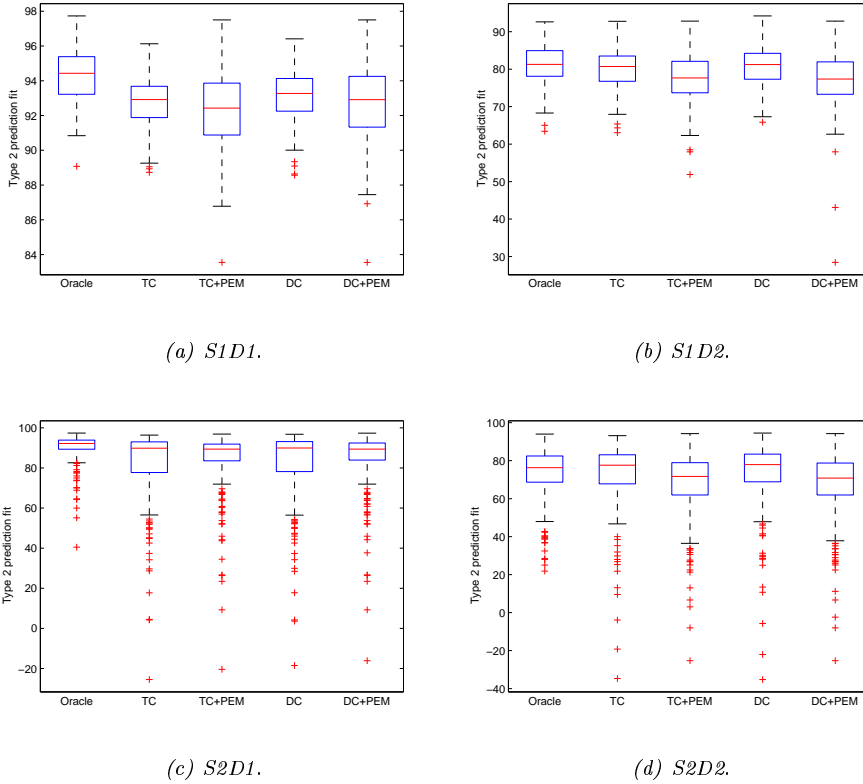 98
96
94
92
90
88
86
84
Type 2 prediction fit
Oracle TC TC+PEM DC DC+PEM
(a) S1D1.
90
80
70
60
50
40
30
Type 2 prediction fit
Oracle TC TC+PEM DC DC+PEM
(b) S1D2.
100
80
60
40
20
0
−20
Type 2 prediction fit
Oracle TC TC+PEM DC DC+PEM
(c) S2D1.
100
80
60
40
20
0
−20
−40
Type 2 prediction fit
Oracle TC TC+PEM DC DC+PEM
(d) S2D2.